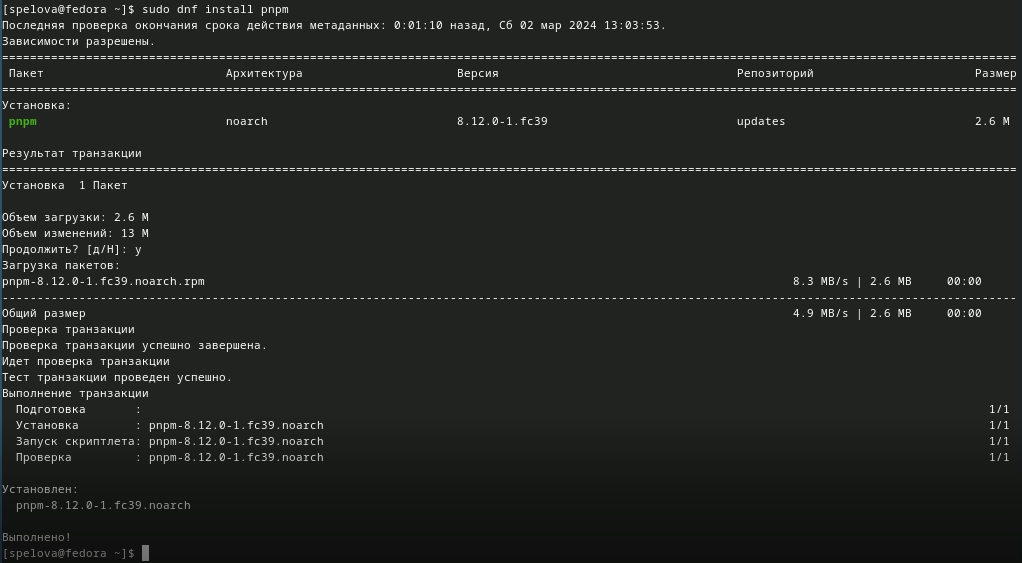 [spelova@fedora ~]$ sudo dnf install pnpm
Последняя проверка окончания срока действия метаданных: 0:01:10 назад, Сб 02 мар 2024 13:03:53.
Зависимости разрешены.
================================================================================
Пакет Архитектура Версия Репозиторий Размер
================================================================================
Установка:
pnpm noarch 8.12.0-1.fc39 updates 2.6 M
Результат транзакции
================================================================================
Установка 1 Пакет
Объем загрузки: 2.6 M
Объем изменений: 13 M
Продолжить? [д/Н]: y
Загрузка пакетов:
pnpm-8.12.0-1.fc39.noarch.rpm 8.3 MB/s | 2.6 MB 00:00
--------------------------------------------------------------------------------
Общий размер 4.9 MB/s | 2.6 MB 00:00
Проверка транзакции
Проверка транзакции успешно завершена.
Идет проверка транзакции
Тест транзакции проведен успешно.
Выполнение транзакции
Подготовка : 1/1
Установка : pnpm-8.12.0-1.fc39.noarch 1/1
Запуск скриптлета: pnpm-8.12.0-1.fc39.noarch 1/1
Проверка : pnpm-8.12.0-1.fc39.noarch 1/1
Установлен:
pnpm-8.12.0-1.fc39.noarch
Выполнено!
[spelova@fedora ~]$